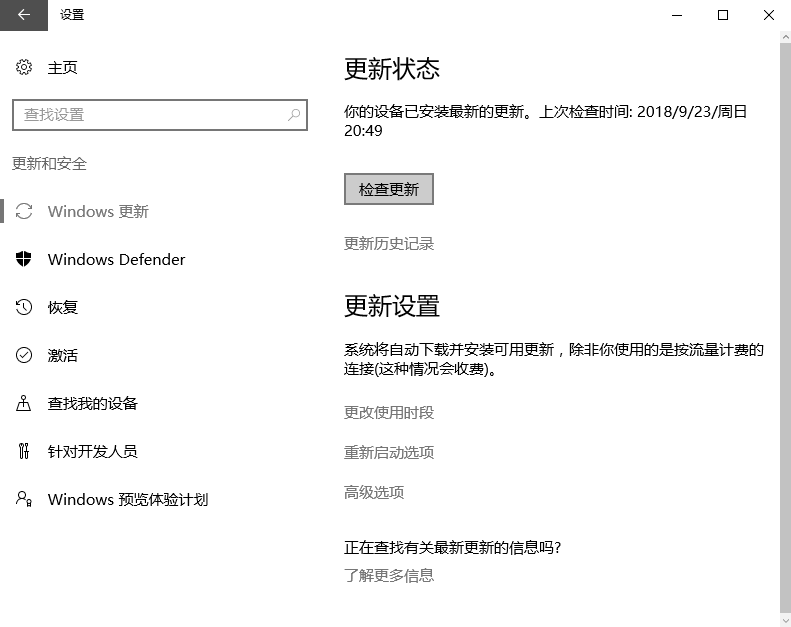 设置
主页
查找设置
更新和安全
Windows 更新
Windows Defender
恢复
激活
查找我的设备
针对开发人员
Windows 预览体验计划
更新状态
你的设备已安装最新的更新。上次检查时间: 2018/9/23/周日
20:49
检查更新
更新历史记录
更新设置
系统将自动下载并安装可用更新，除非你使用的是按流量计费的
连接(这种情况会收费)。
更改使用时段
重新启动选项
高级选项
正在查找有关最新更新的信息吗?
了解更多信息